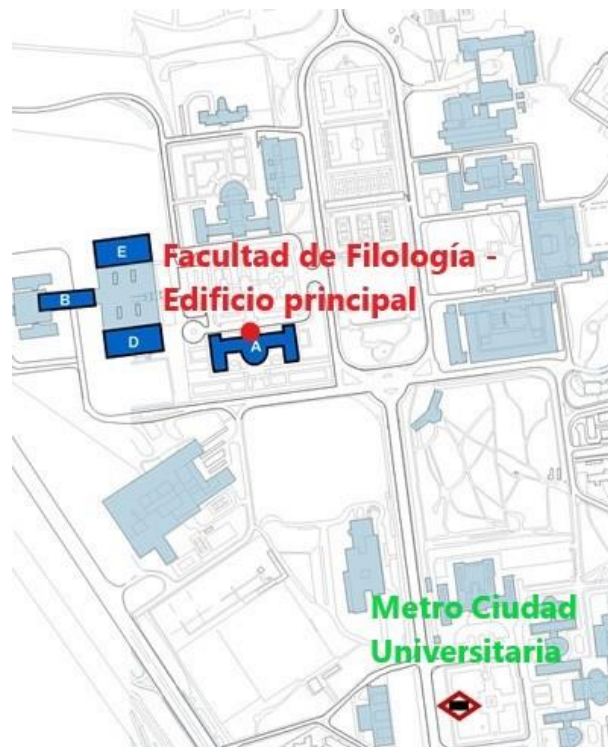 E
Facultad de Filología -
B
Edificio principal
D
A
Metro Ciudad
Universitaria